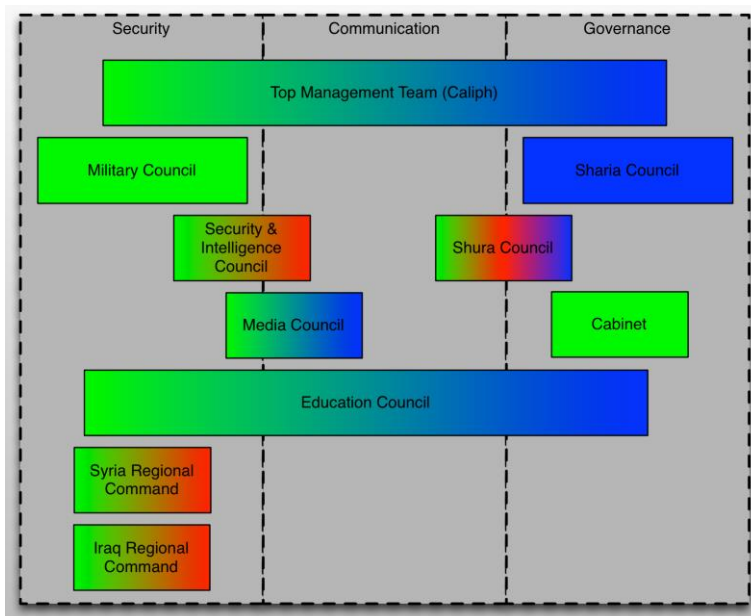 Security
Communication
Governance
Top Management Team (Caliph)
Military Council
Sharia Council
Security &
Intelligence
Council
Shura Council
Media Council
Cabinet
Education Council
Syria Regional
Command
Iraq Regional
Command